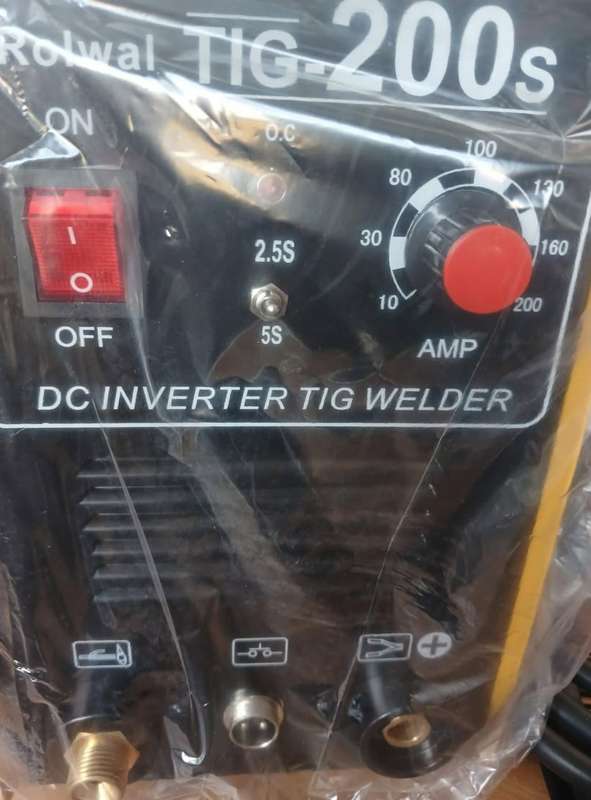 Rolwal TIG-200s
ON
O.C
100
80
130
30
2.5S
160
10
200
5S
OFF
AMP
DC INVERTER TIG WELDER